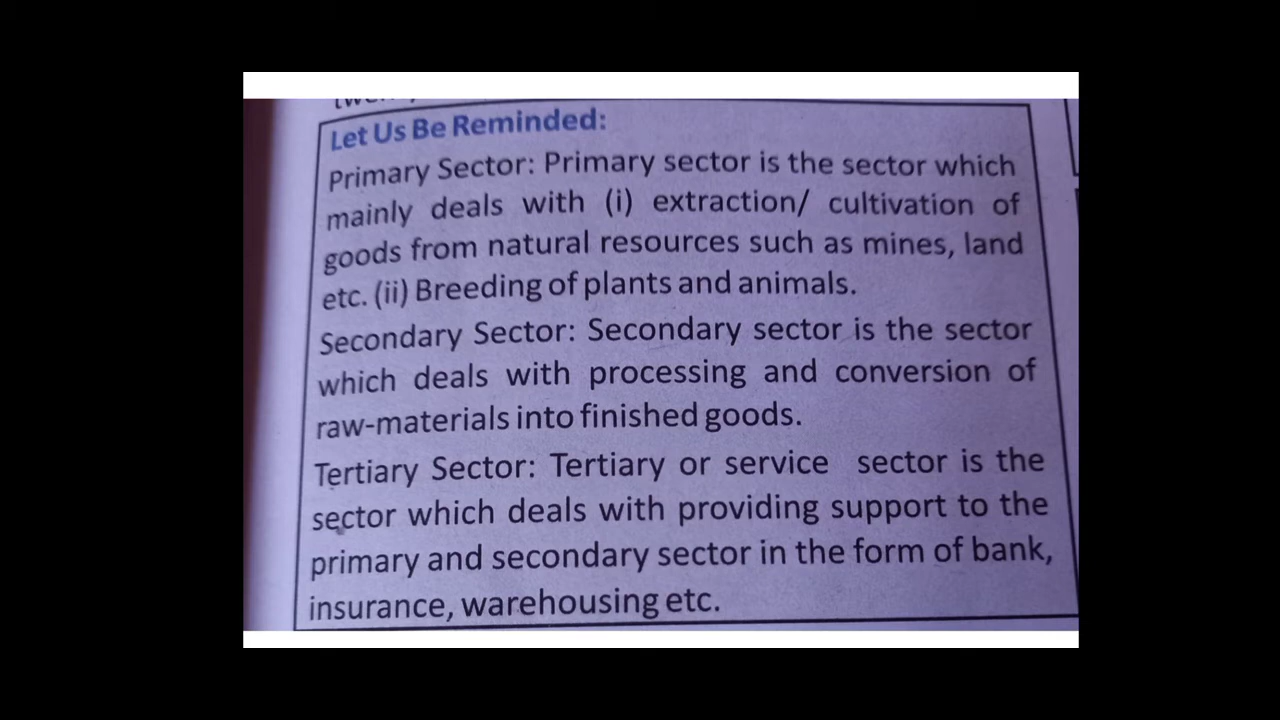 Let Us Be Reminded:
Primary Sector: Primary sector is the sector which
mainly deals with (i) extraction/ cultivation of
goods from natural resources such as mines, land
etc. (ii) Breeding of plants and animals.
Secondary Sector: Secondary sector is the sector
which deals with processing and conversion of
raw-materials into finished goods.
Tertiary Sector: Tertiary or service sector is the
sector which deals with providing support to the
primary and secondary sector in the form of bank,
insurance, warehousing etc.